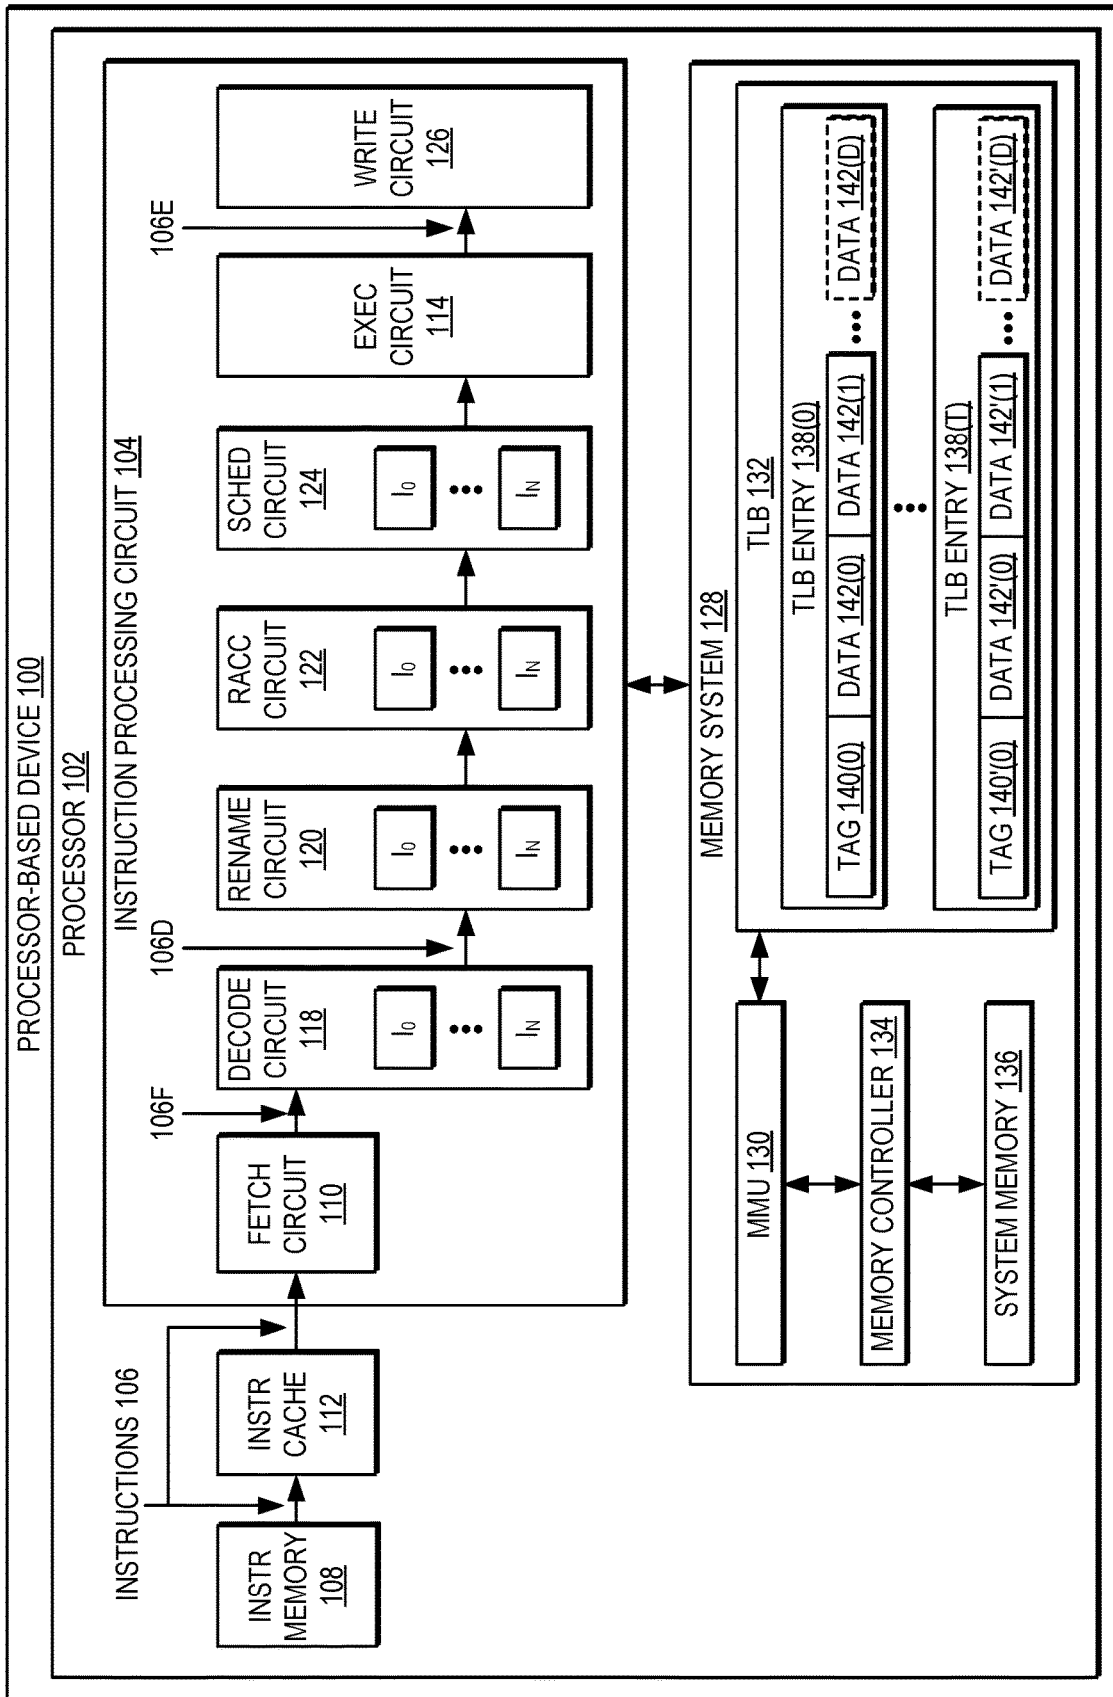 PROCESSOR-BASED DEVICE 100
PROCESSOR 102
INSTRUCTION PROCESSING CIRCUIT 104
INSTRUCTIONS 106
INSTR
MEMORY
108
INSTR
CACHE
112
FETCH
CIRCUIT
110
106F
DECODE
CIRCUIT
118
I0
•••
IN
106D
RENAME
CIRCUIT
120
I0
•••
IN
RACC
CIRCUIT
122
I0
•••
IN
SCHED
CIRCUIT
124
I0
•••
IN
EXEC
CIRCUIT
114
106E
WRITE
CIRCUIT
126
MEMORY SYSTEM 128
MMU 130
MEMORY CONTROLLER 134
SYSTEM MEMORY 136
TLB 132
TLB ENTRY 138(0)
TAG 140(0) DATA 142(0) DATA 142(1) ••• DATA 142(D)
•••
TLB ENTRY 138(T)
TAG 140'(0) DATA 142'(0) DATA 142'(1) ••• DATA 142'(D)